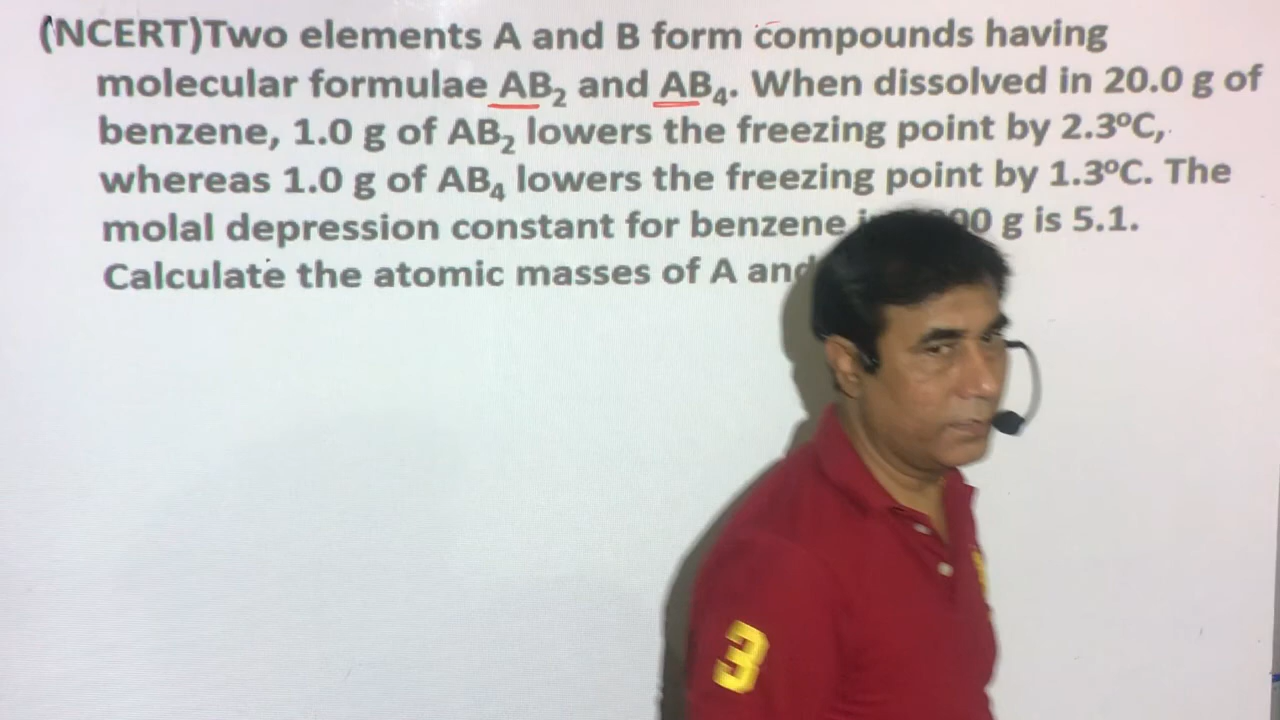 (NCERT)Two elements A and B form compounds having
molecular formulae AB₂ and AB₄. When dissolved in 20.0 g of
benzene, 1.0 g of AB₂ lowers the freezing point by 2.3ºC,
whereas 1.0 g of AB₄ lowers the freezing point by 1.3ºC. The
molal depression constant for benzene g is 5.1.
Calculate the atomic masses of A and
3